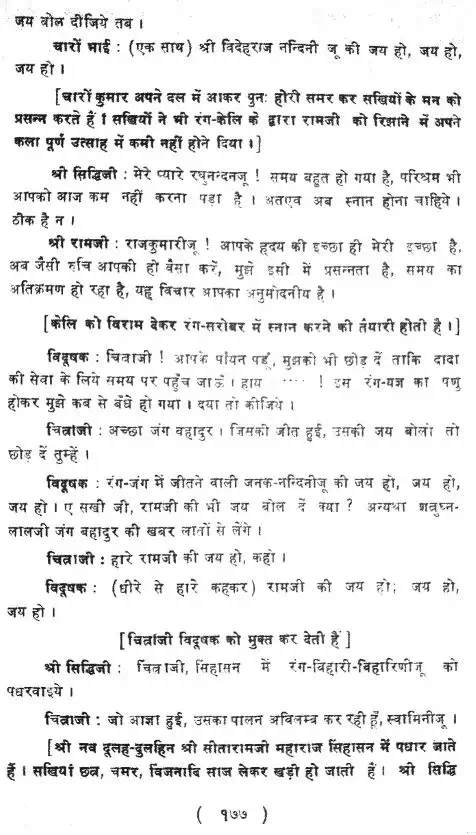 जय बोल दीजिये तब ।
चारों भाई : (एक साथ) श्री विदेहराज नन्दिनी जू की जय हो, जय हो,
जय हो ।
[चारों कुमार अपने दल में आकर पुनः होरी समर कर सखियों के मन को
प्रसन्न करते हैं । सखियों ने भी रंग-केलि के द्वारा रामजी को रिझाने में अपने
कला पूर्ण उत्साह में कमी नहीं होने दिया ।]
श्री सिद्धिजी : मेरे प्यारे रघुनन्दनजू ! समय बहुत हो गया है, परिश्रम भी
आपको आज कम नहीं करना पड़ा है । अतएव अब स्नान होना चाहिये ।
ठीक है न ।
श्री रामजी : राजकुमारीजू ! आपके हृदय की इच्छा ही मेरी इच्छा है,
अब जैसी रुचि आपकी हो वैसा करें, मुझे इसी में प्रसन्नता है, समय का
अतिक्रमण हो रहा है, यह विचार आपका अनुमोदनीय है ।
[केलि को विराम देकर रंग-सरोबर में स्नान करने की तैयारी होती है ।]
विदूषक : चित्राजी ! आपके पाँयन पड़ूँ, मुझको भी छोड़ दें ताकि दादा
की सेवा के लिये समय पर पहुँच जाऊँ । हाय ····· ! इस रंग-यज्ञ का पशु
होकर मुझे कब से बँधे हो गया । दया तो कीजिये ।
चित्राजी : अच्छा जंग बहादुर । जिसकी जीत हुई, उसकी जय बोलो तो
छोड़ दें तुम्हें ।
विदूषक : रंग-जंग में जीतने वाली जनक-नन्दिनीजू की जय हो, जय हो,
जय हो । ए सखी जी, रामजी की भी जय बोल दें क्या ? अन्यथा शत्रुघ्न-
लालजी जंग बहादुर की खबर लातों से लेंगे ।
चित्राजी : हारे रामजी की जय हो, कहो ।
विदूषक : (धीरे से हारे कहकर) रामजी की जय हो; जय हो,
जय हो ।
[चित्राजी विदूषक को मुक्त कर देती है ]
श्री सिद्धिजी : चित्राजी, सिंहासन में रंग-विहारी-विहारिणीजू को
पधरवाइये ।
चित्राजी : जो आज्ञा हुई, उसका पालन अविलम्ब कर रही हूँ, स्वामिनीजू ।
[श्री नव दूलह-दुलहिन श्री सीतारामजी महाराज सिंहासन में पधार जाते
हैं । सखियां छत्र, चमर, विजनादि साज लेकर खड़ी हो जाती हैं । श्री सिद्धि
( १७७ )